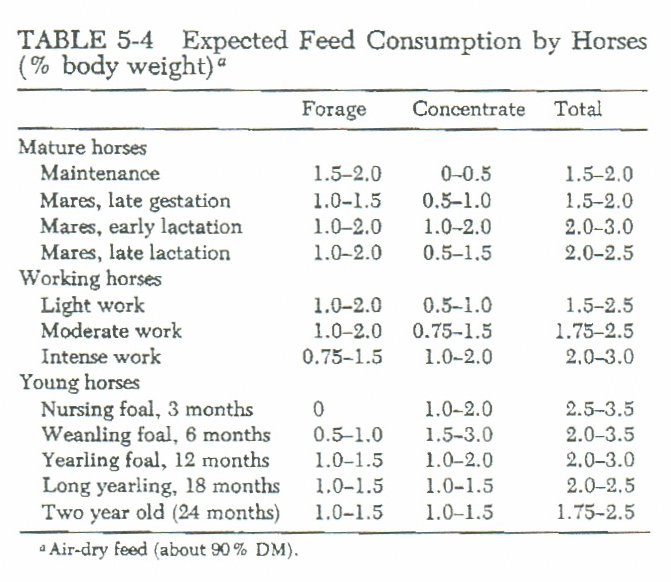 TABLE 5-4 Expected Feed Consumption by Horses
(% body weight)ᵃ
Forage Concentrate Total
Mature horses
Maintenance 1.5–2.0 0–0.5 1.5–2.0
Mares, late gestation 1.0–1.5 0.5–1.0 1.5–2.0
Mares, early lactation 1.0–2.0 1.0–2.0 2.0–3.0
Mares, late lactation 1.0–2.0 0.5–1.5 2.0–2.5
Working horses
Light work 1.0–2.0 0.5–1.0 1.5–2.5
Moderate work 1.0–2.0 0.75–1.5 1.75–2.5
Intense work 0.75–1.5 1.0–2.0 2.0–3.0
Young horses
Nursing foal, 3 months 0 1.0–2.0 2.5–3.5
Weanling foal, 6 months 0.5–1.0 1.5–3.0 2.0–3.5
Yearling foal, 12 months 1.0–1.5 1.0–2.0 2.0–3.0
Long yearling, 18 months 1.0–1.5 1.0–1.5 2.0–2.5
Two year old (24 months) 1.0–1.5 1.0–1.5 1.75–2.5
ᵃ Air-dry feed (about 90% DM).